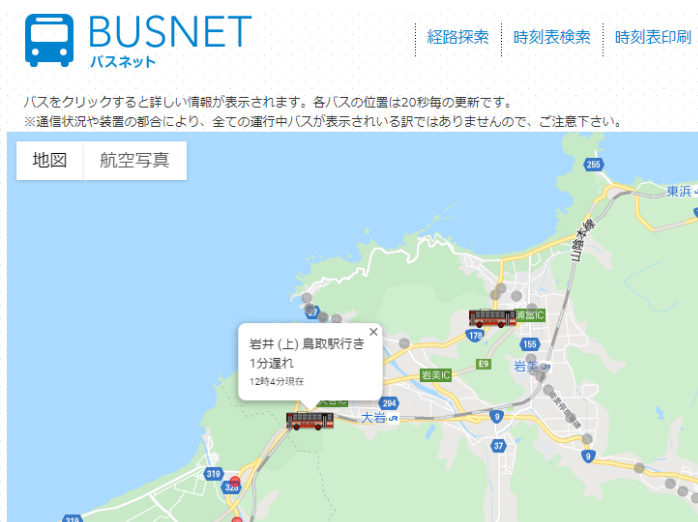 BUSNET
バスネット
経路探索
時刻表検索
時刻表印刷
バスをクリックすると詳しい情報が表示されます。各バスの位置は20秒毎の更新です。
※通信状況や装置の都合により、全ての運行中バスが表示されいる訳ではありませんので、ご注意下さい。
地図
航空写真
255
東浜
山陰本線
浦富IC
178
岩井 (上) 鳥取駅行き
1分遅れ
12時4分現在
155
E9
岩美
岩美IC
294
大岩 JR
9
37
9
319
328
319